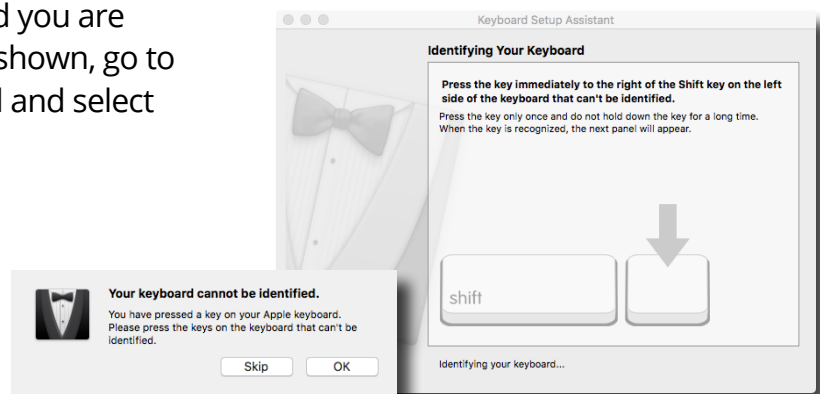 d you are
shown, go to
l and select
Keyboard Setup Assistant
Identifying Your Keyboard
Press the key immediately to the right of the Shift key on the left
side of the keyboard that can't be identified.
Press the key only once and do not hold down the key for a long time.
When the key is recognized, the next panel will appear.
shift
Identifying your keyboard...
Your keyboard cannot be identified.
You have pressed a key on your Apple keyboard.
Please press the keys on the keyboard that can't be
identified.
Skip
OK